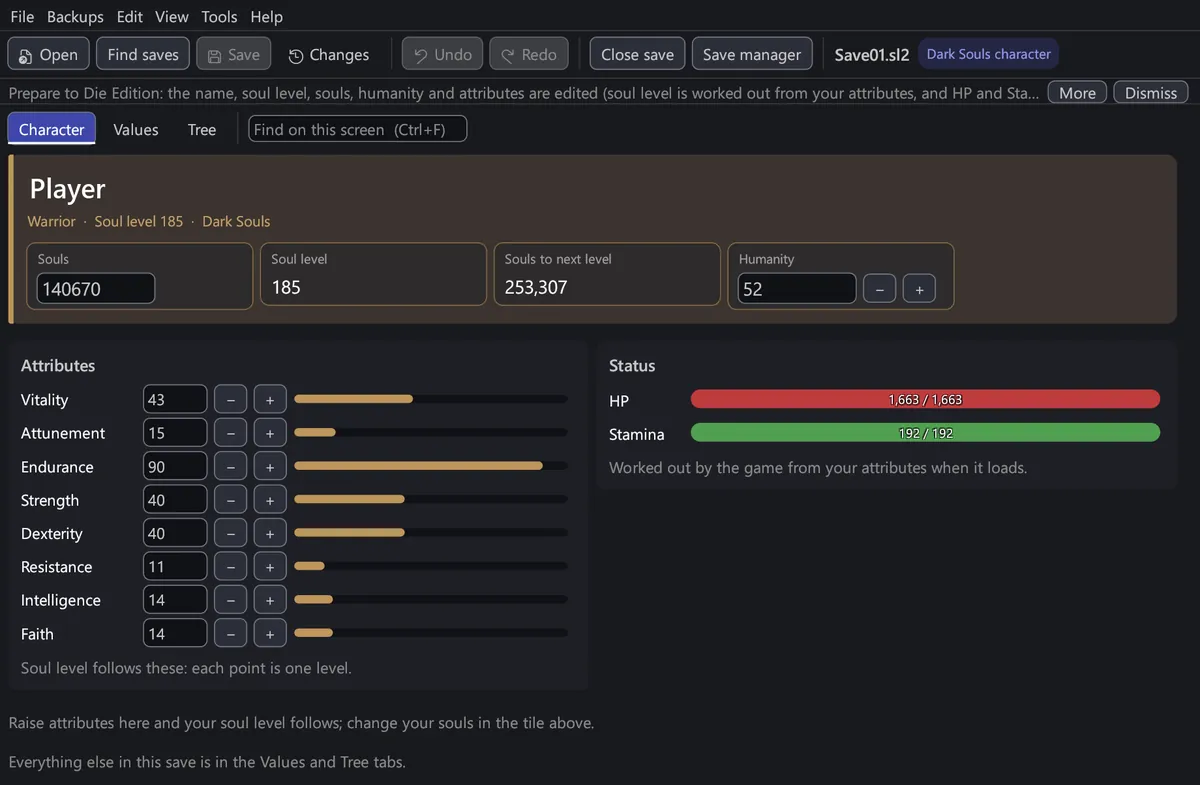 File Backups Edit View Tools Help
Open Find saves Save Changes Undo Redo Close save Save manager Save01.sl2 Dark Souls character
Prepare to Die Edition: the name, soul level, souls, humanity and attributes are edited (soul level is worked out from your attributes, and HP and Sta... More Dismiss
Character Values Tree Find on this screen (Ctrl+F)
Player
Warrior · Soul level 185 · Dark Souls
Souls Soul level Souls to next level Humanity
140670 185 253,307 52 − +
Attributes
Vitality 43 − +
Attunement 15 − +
Endurance 90 − +
Strength 40 − +
Dexterity 40 − +
Resistance 11 − +
Intelligence 14 − +
Faith 14 − +
Soul level follows these: each point is one level.
Status
HP 1,663 / 1,663
Stamina 192 / 192
Worked out by the game from your attributes when it loads.
Raise attributes here and your soul level follows; change your souls in the tile above.
Everything else in this save is in the Values and Tree tabs.